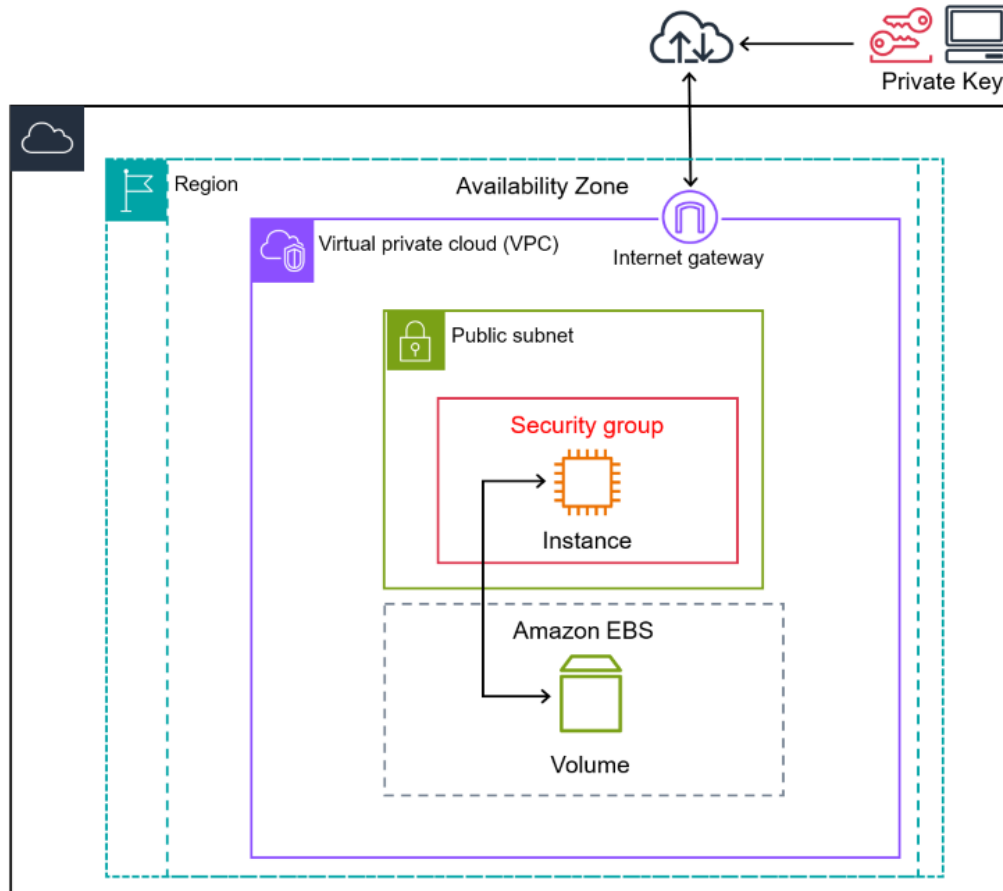 Private Key
Region
Availability Zone
Virtual private cloud (VPC)
Internet gateway
Public subnet
Security group
Instance
Amazon EBS
Volume